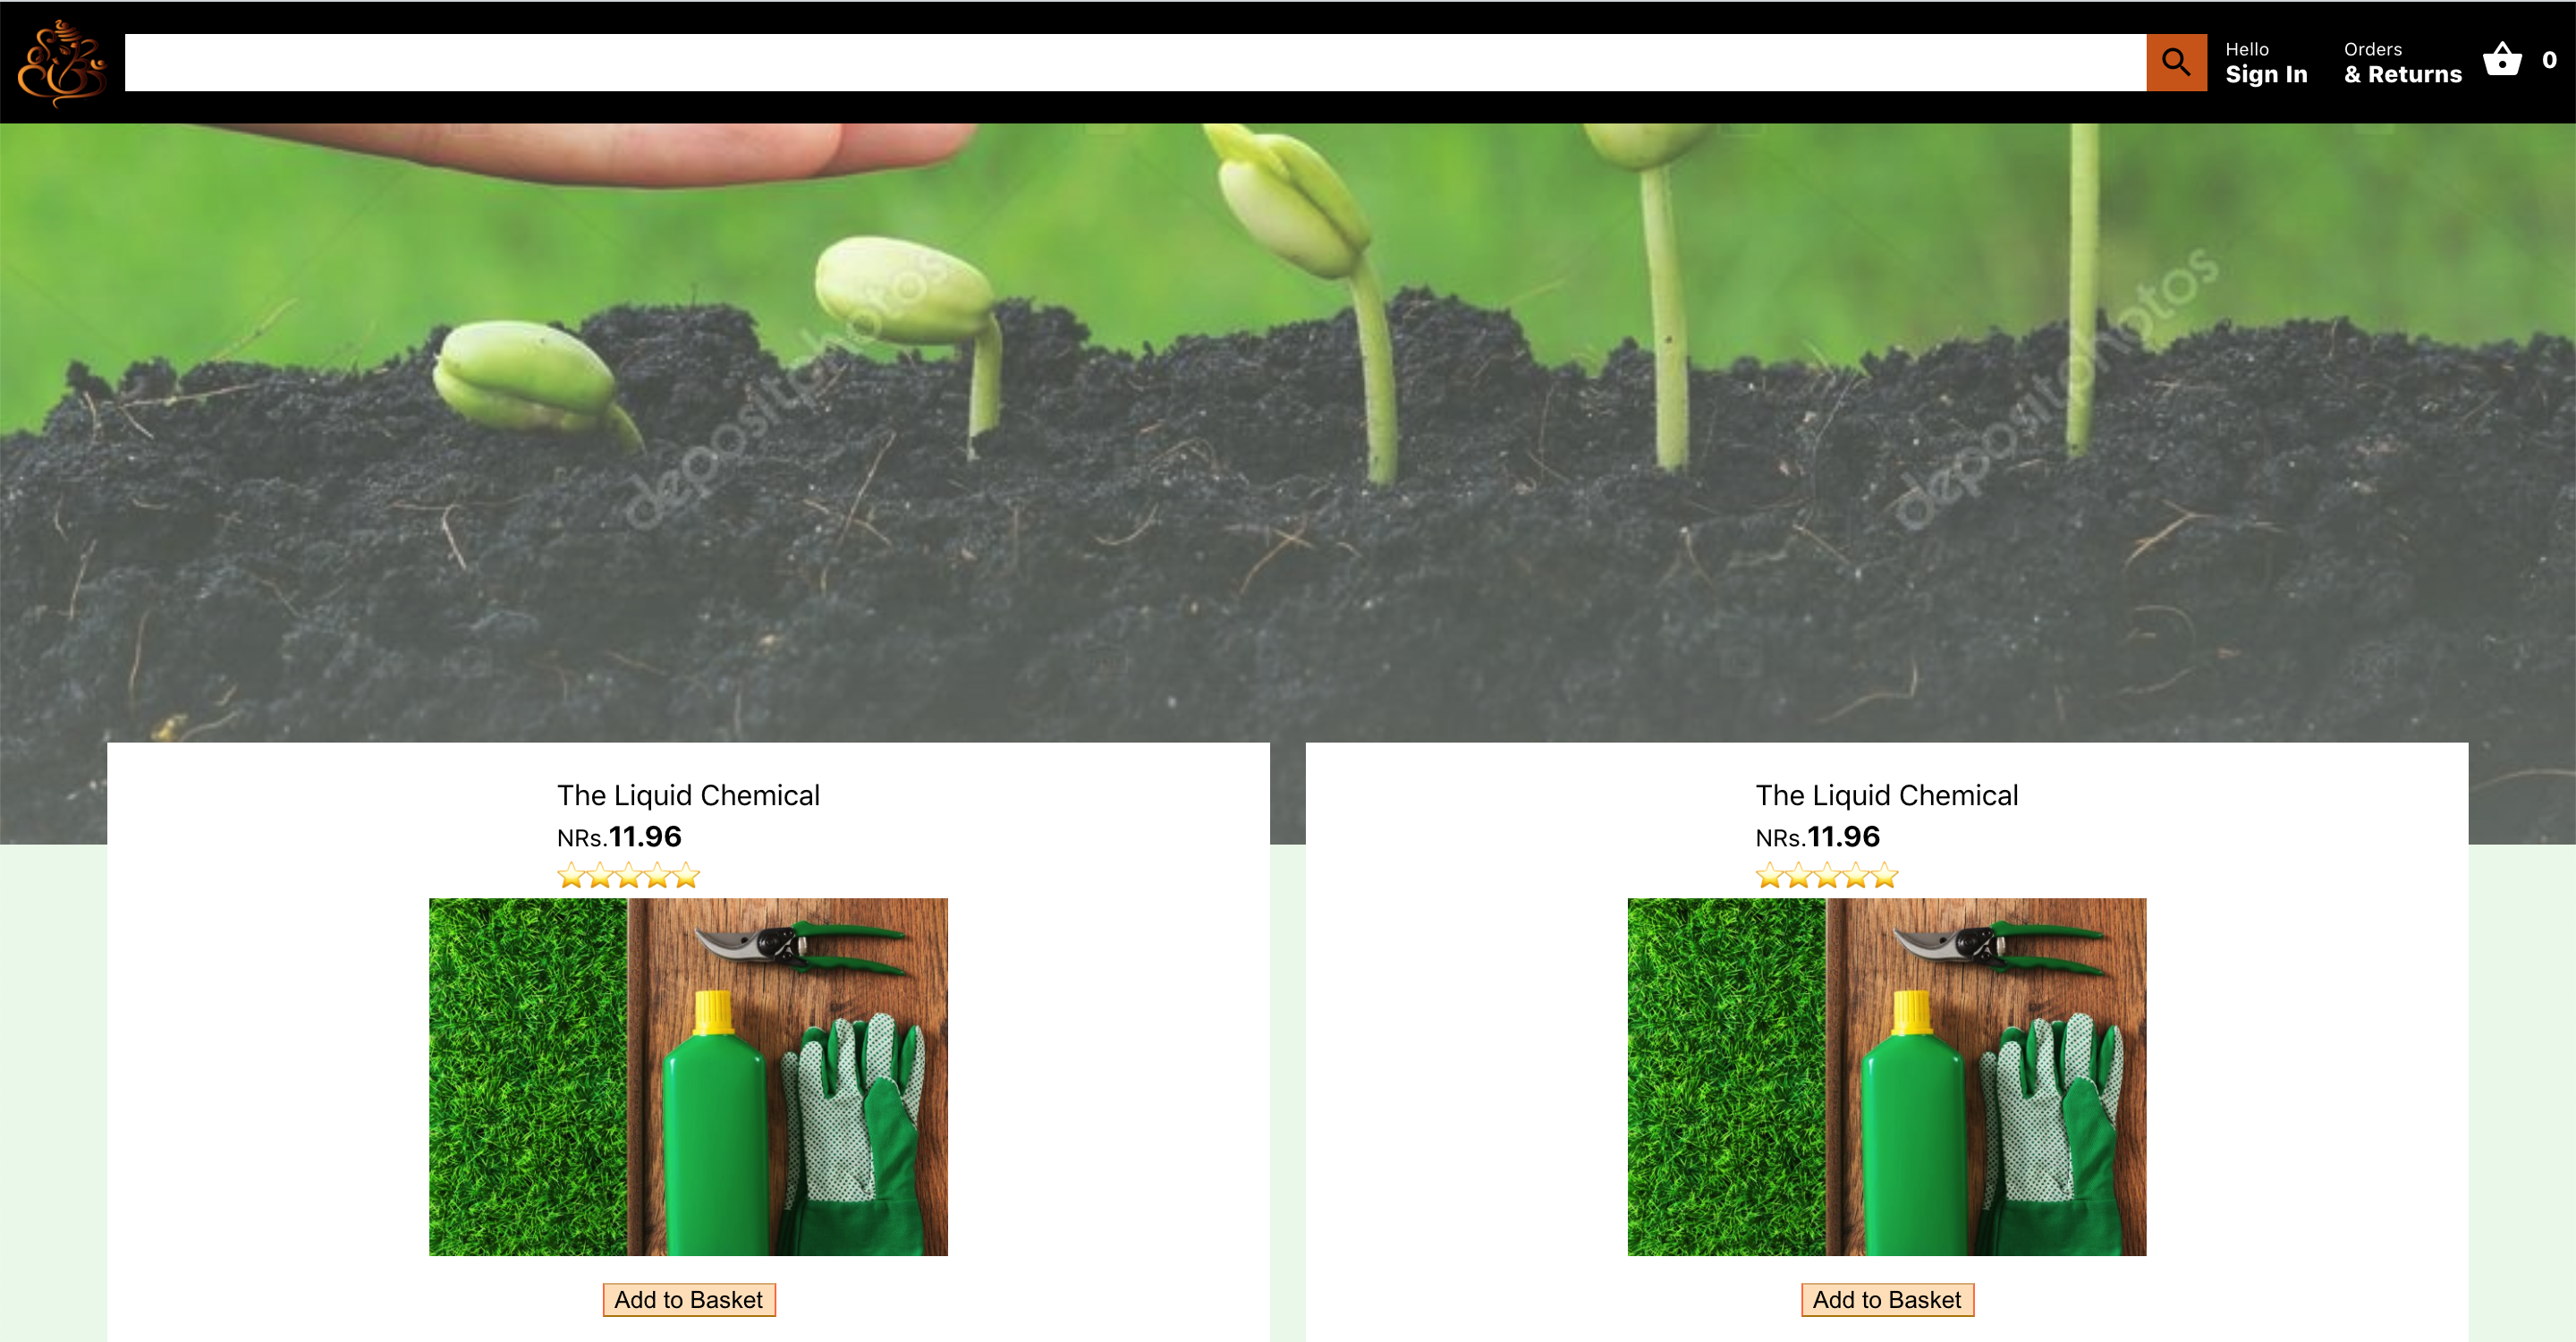 Hello
Sign In
Orders
& Returns
0
depositphotos
depositphotos
The Liquid Chemical
NRs.11.96
The Liquid Chemical
NRs.11.96
Add to Basket
Add to Basket